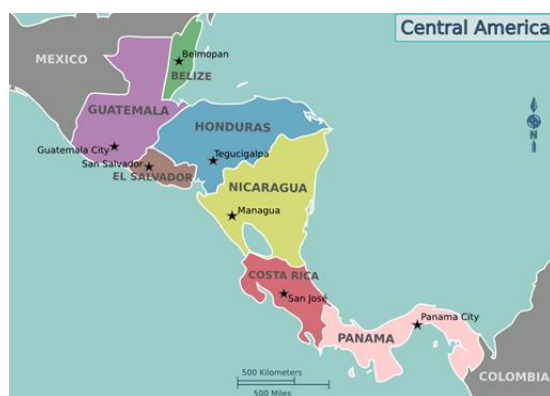 Central America
MEXICO
Belmopan
BELIZE
GUATEMALA
HONDURAS
Guatemala City
Tegucigalpa
San Salvador
EL SALVADOR
NICARAGUA
Managua
COSTA RICA
San José
Panama City
PANAMA
COLOMBIA
500 Kilometers
500 Miles
N